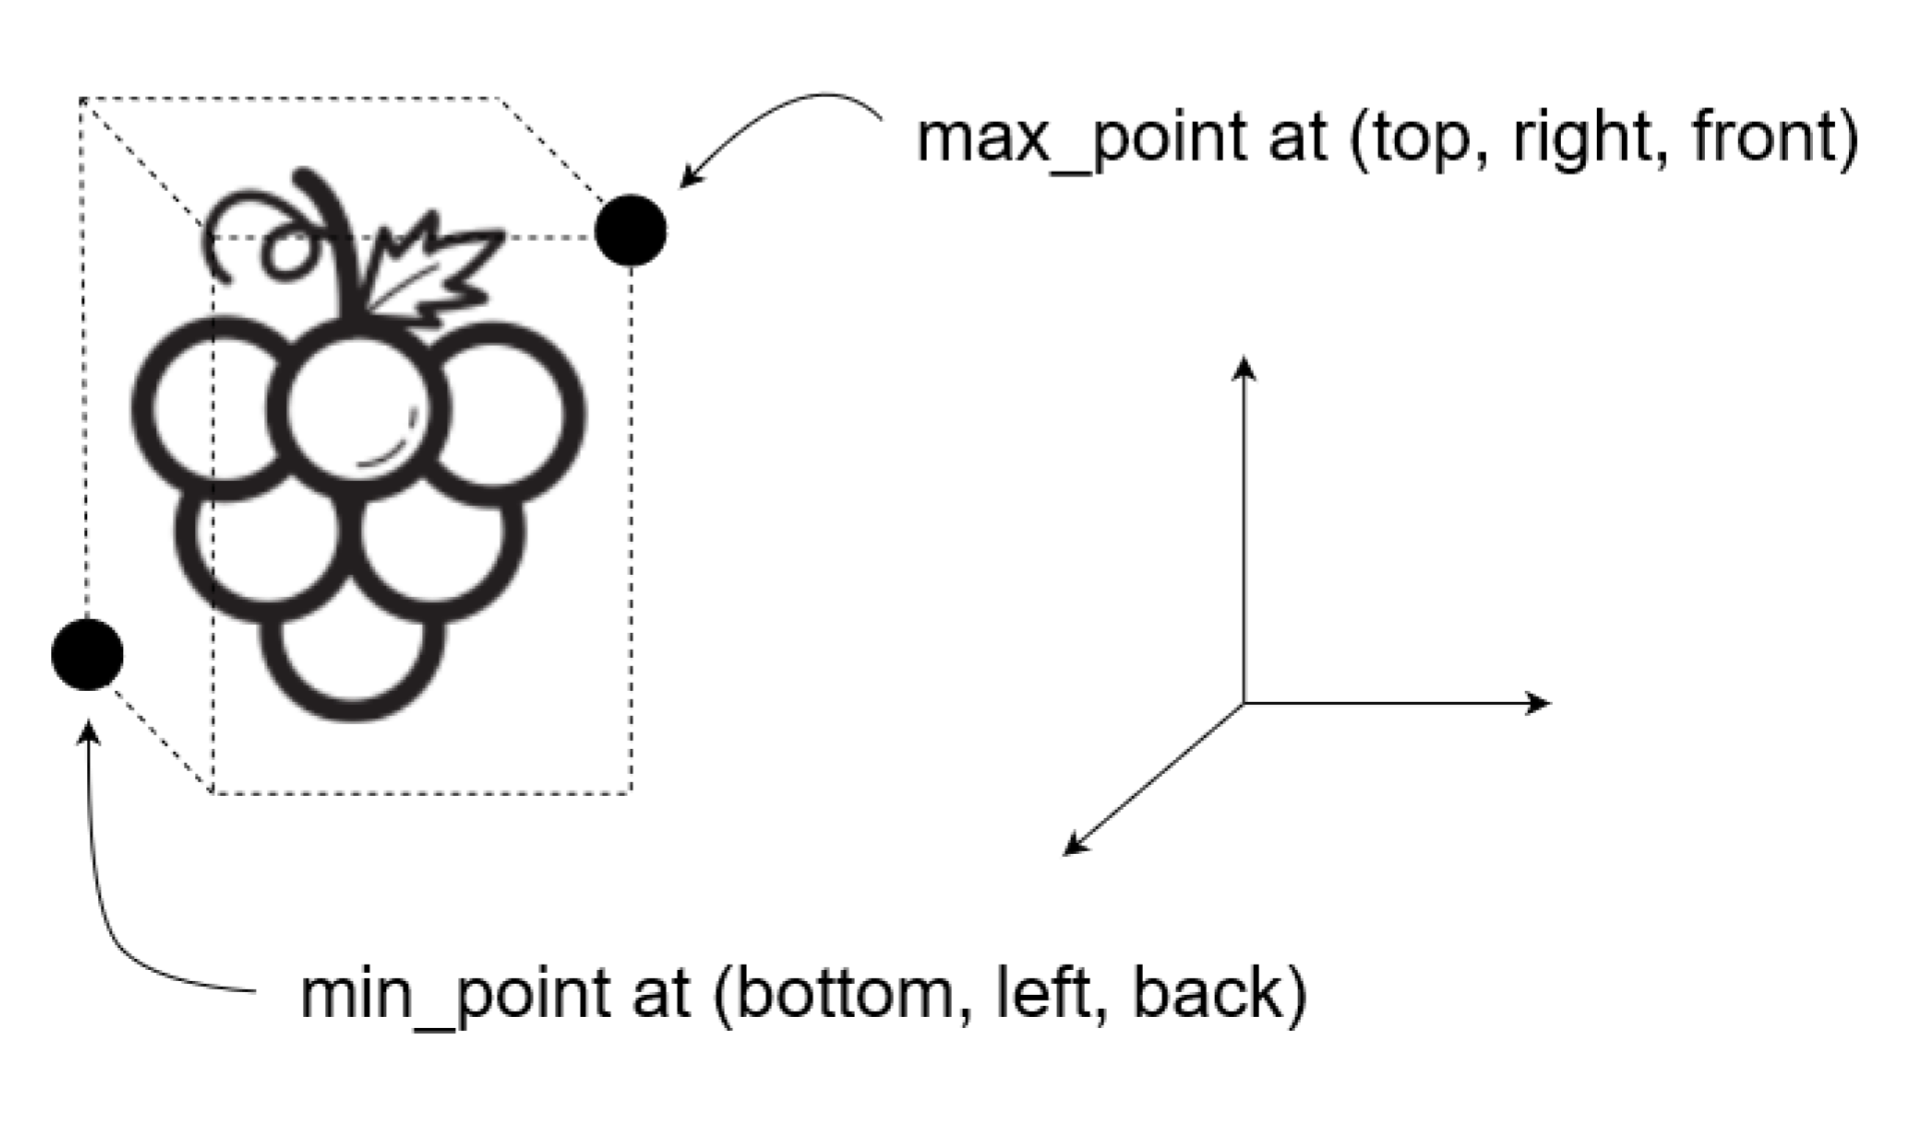 max_point at (top, right, front)
min_point at (bottom, left, back)